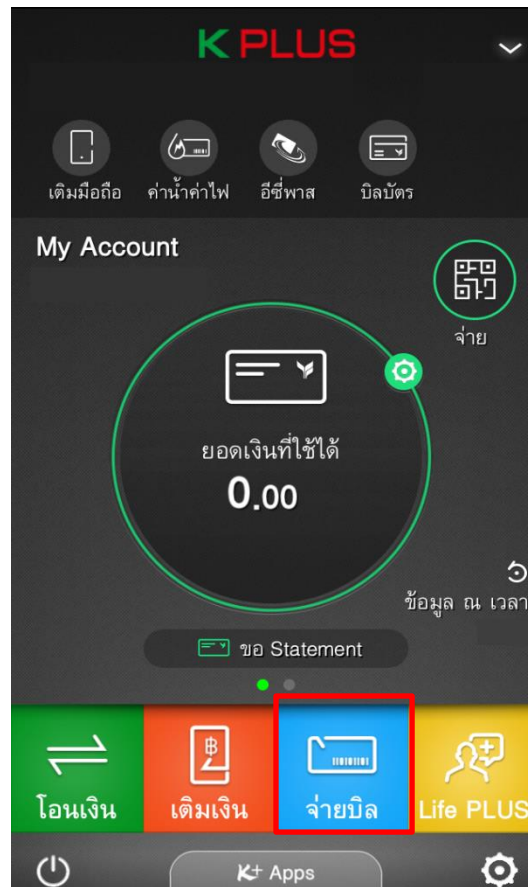 K PLUS
เติมมือถือ ค่าน้ำค่าไฟ อีซี่พาส บิลบัตร
My Account
จ่าย
ยอดเงินที่ใช้ได้
0.00
ข้อมูล ณ เวลา
ขอ Statement
โอนเงิน เติมเงิน จ่ายบิล Life PLUS
K+ Apps